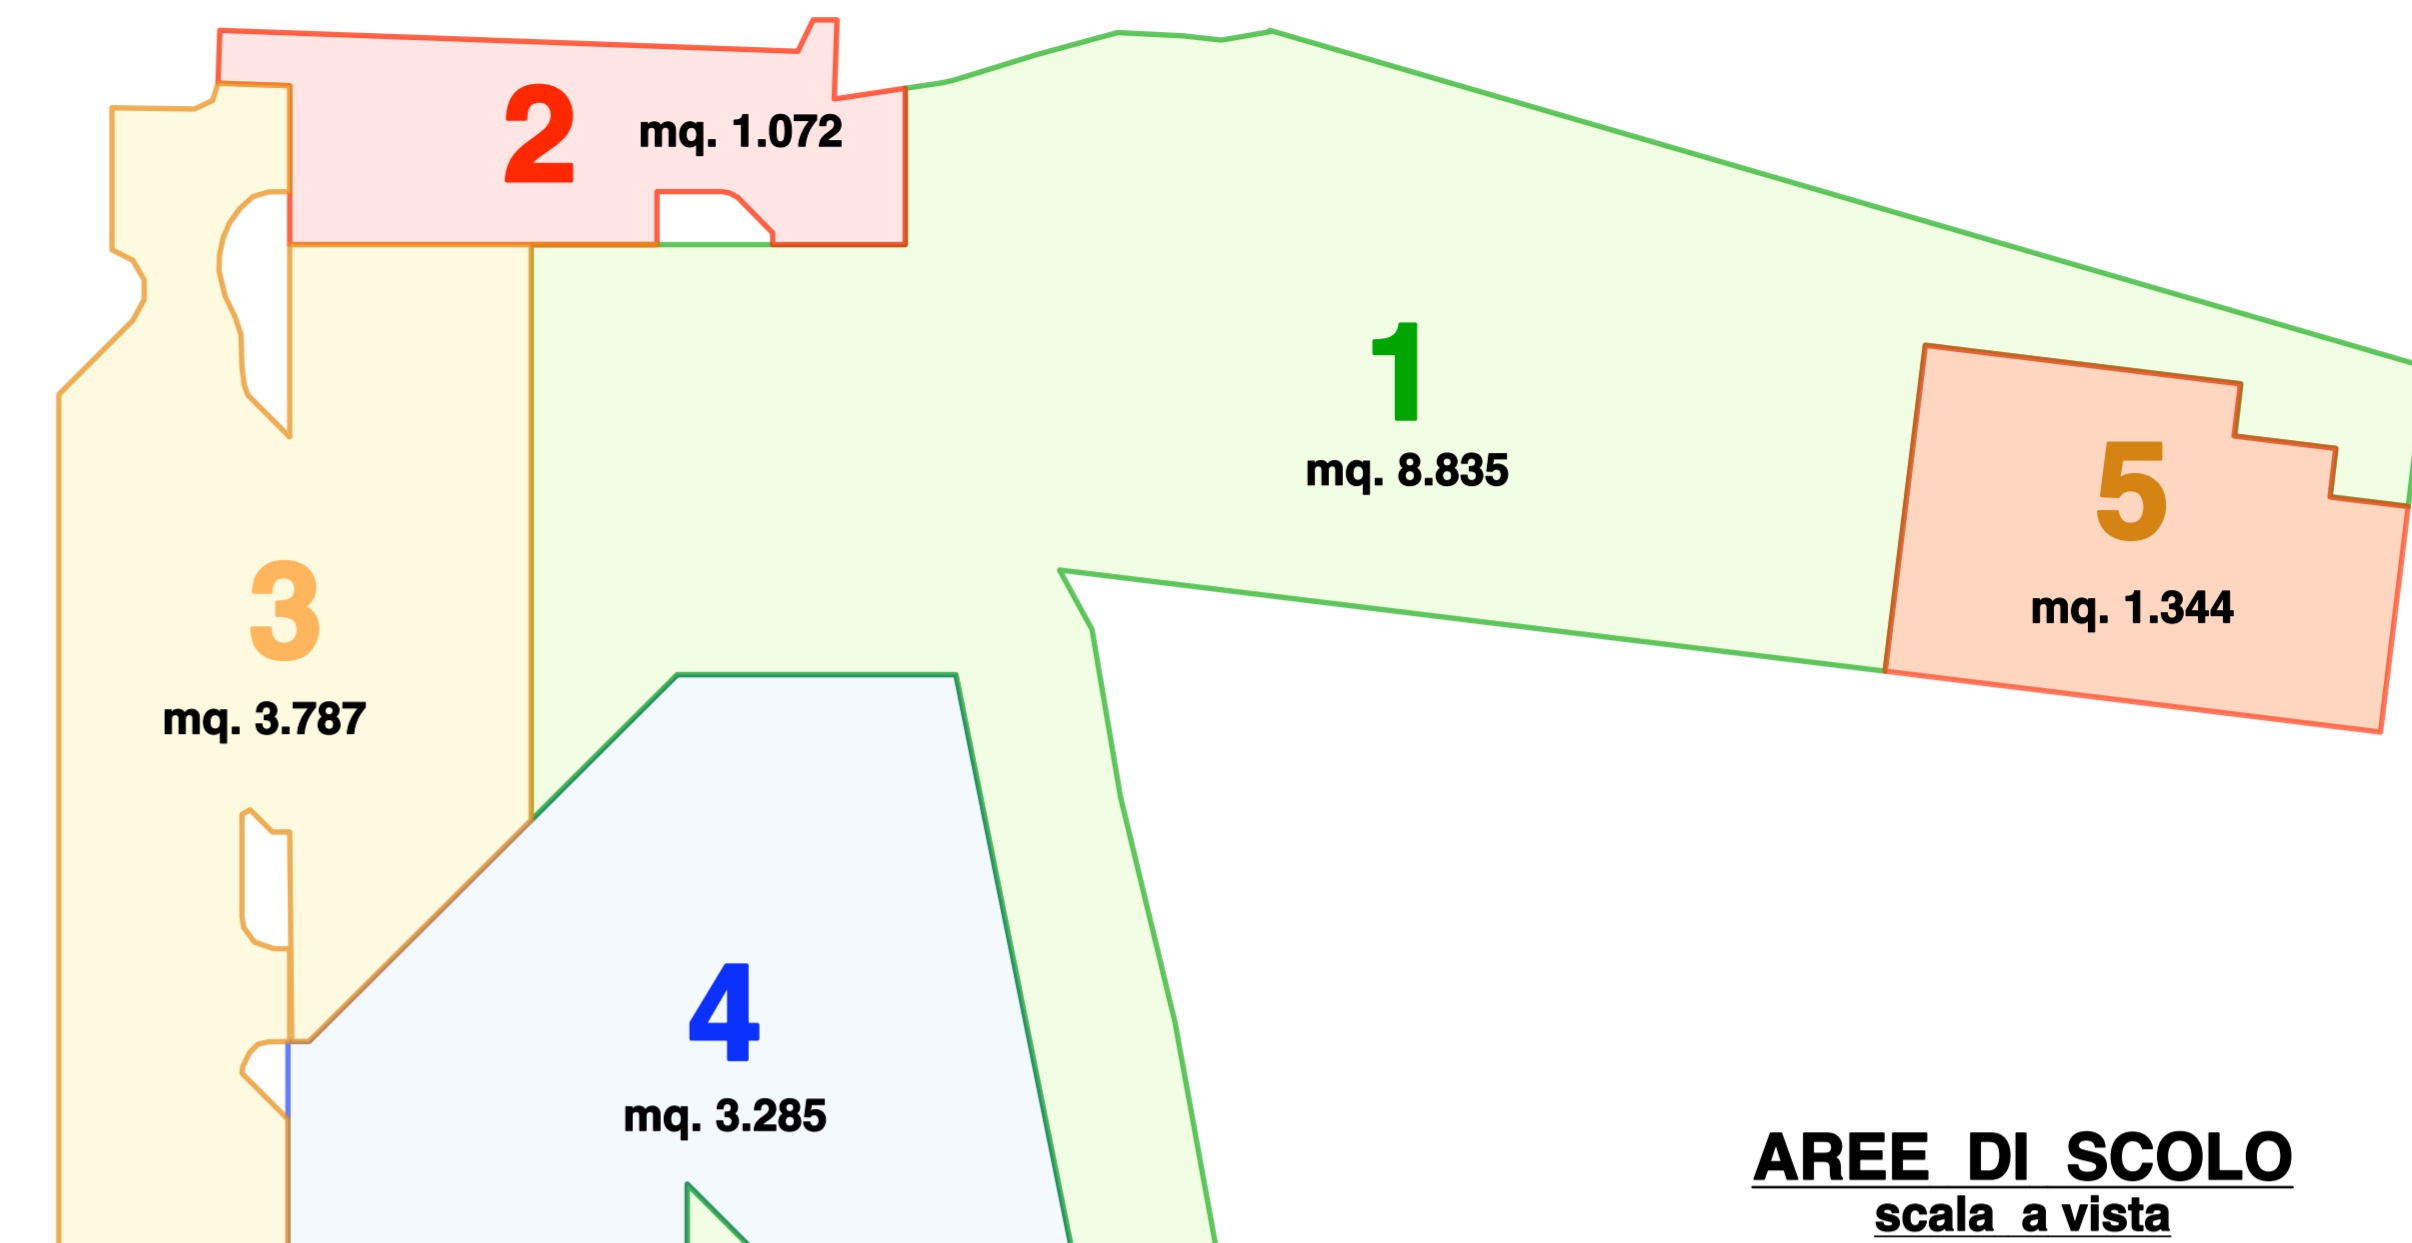 2
mq. 1.072
1
mq. 8.835
5
mq. 1.344
3
mq. 3.787
4
mq. 3.285
AREE DI SCOLO
scala a vista